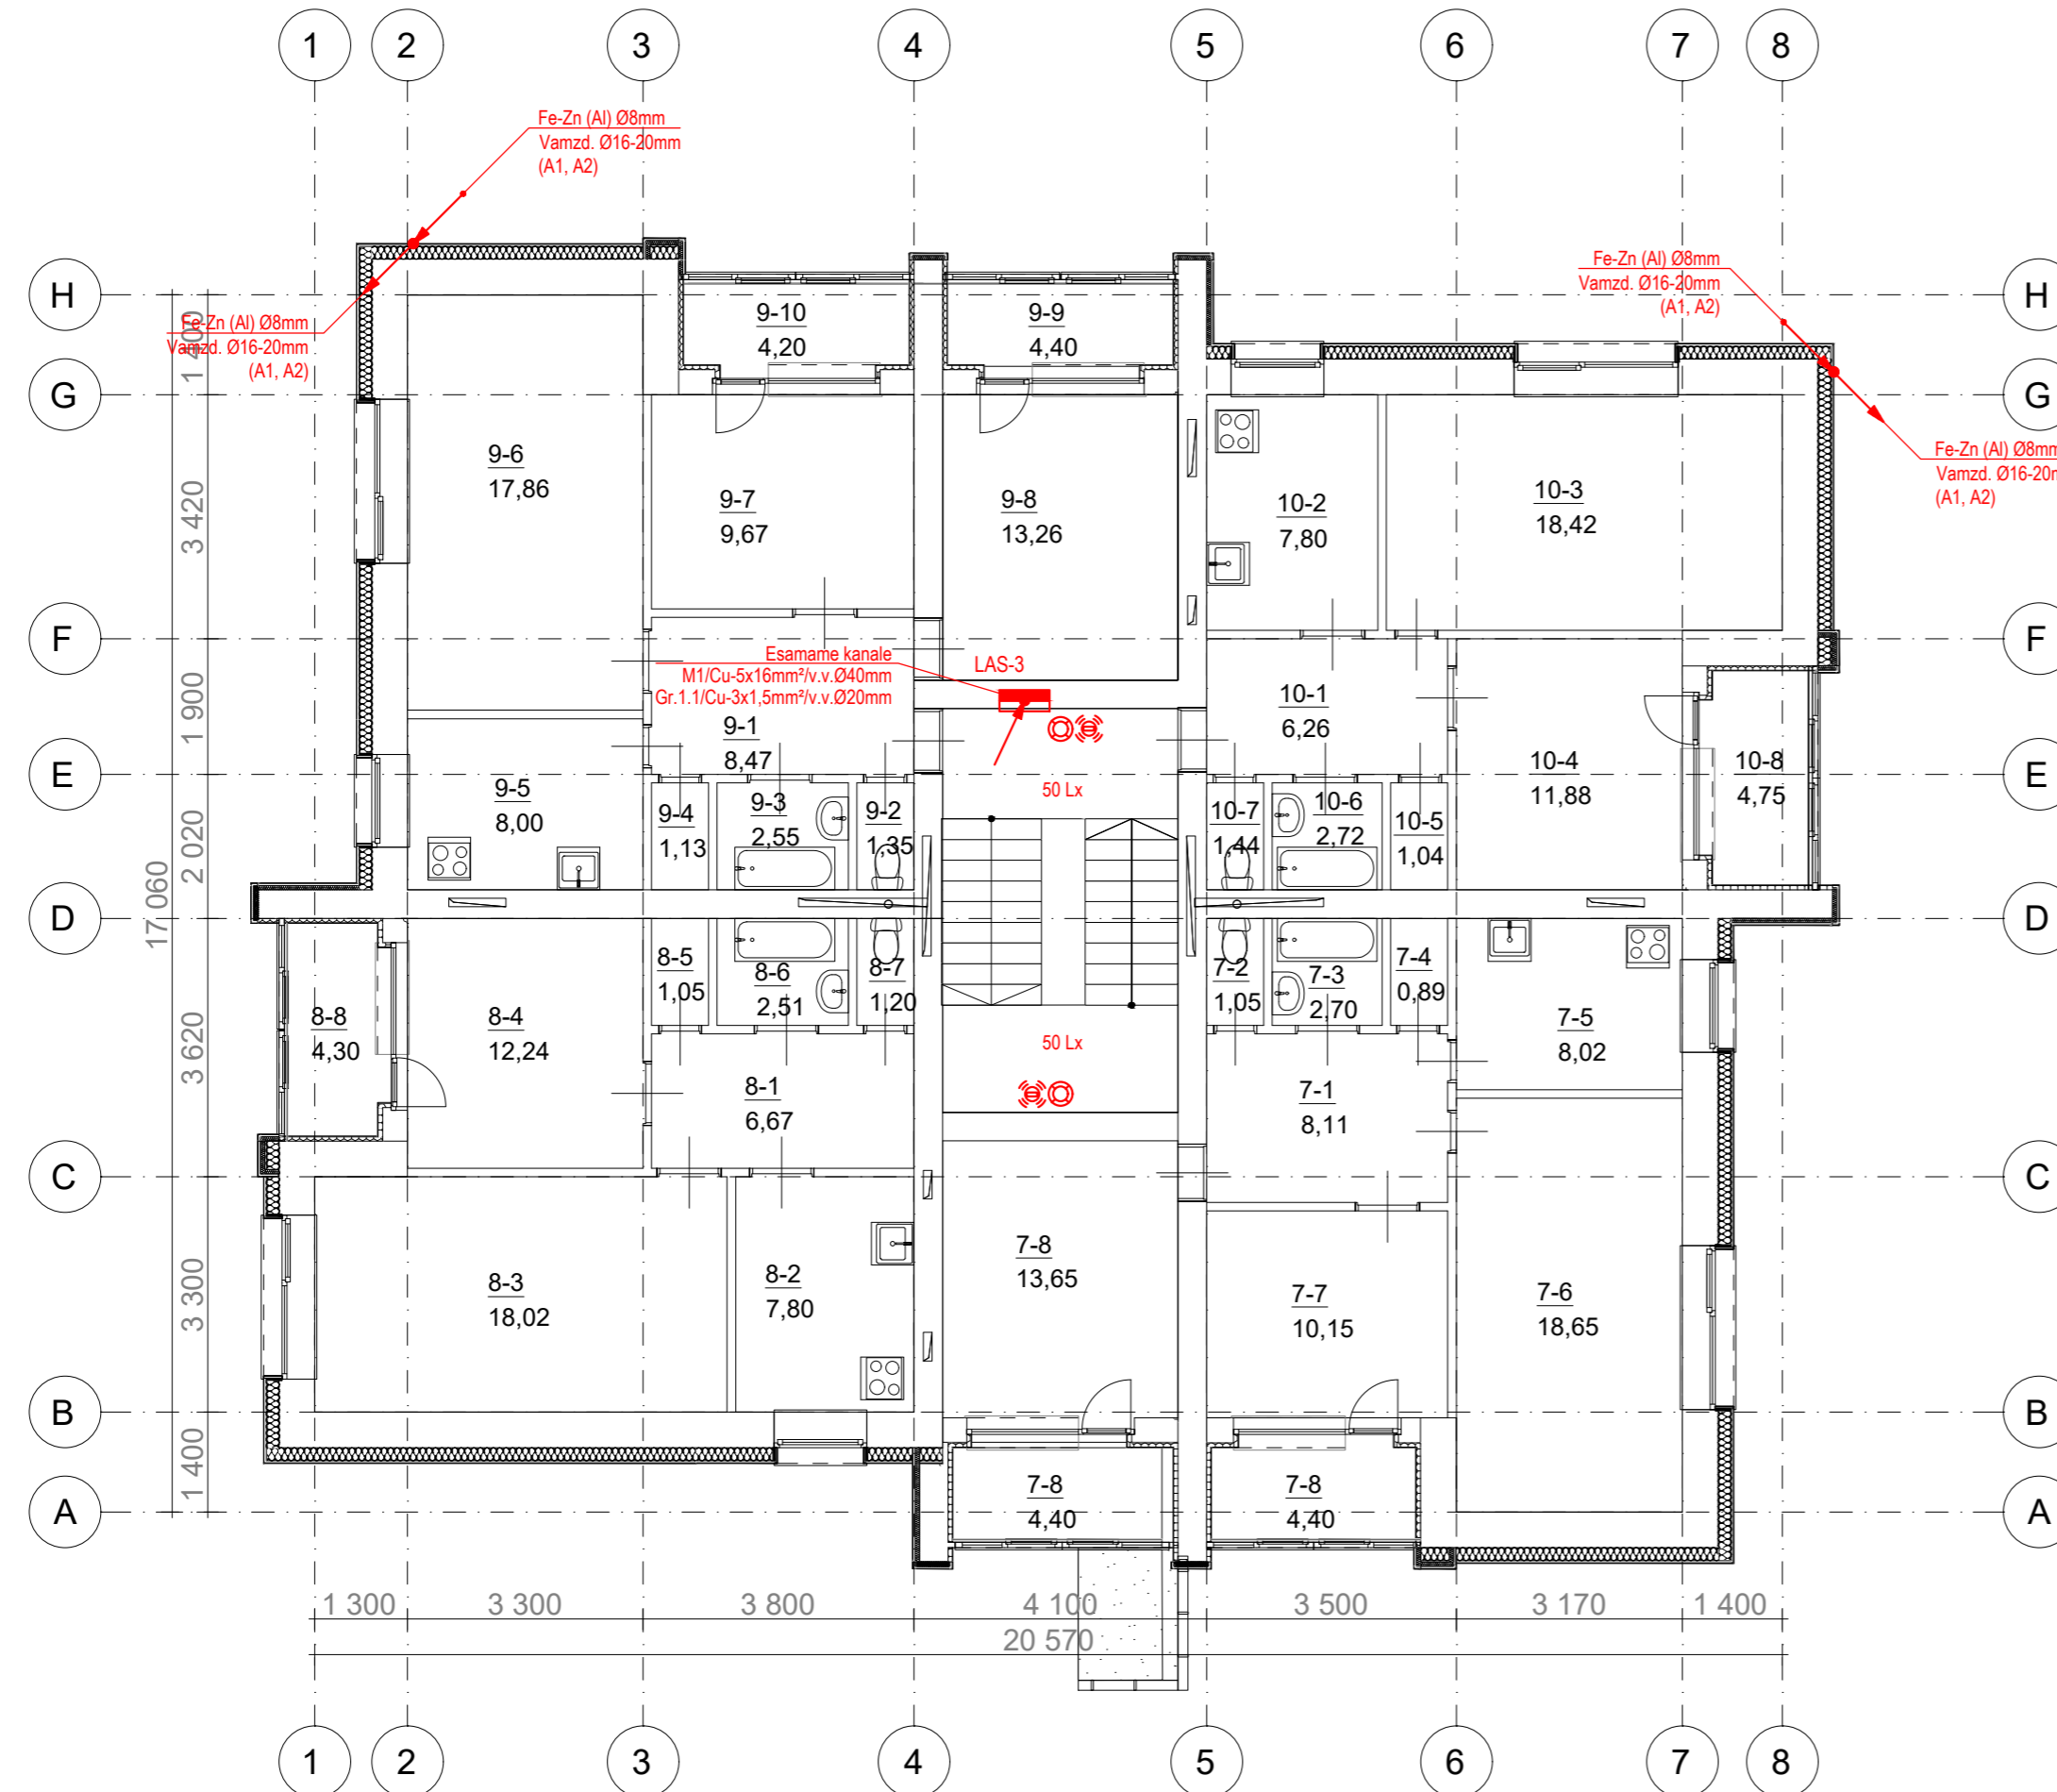 1 2 3 4 5 6 7 8
Fe-Zn (Al) Ø8mm
Vamzd. Ø16-20mm
(A1, A2)
Fe-Zn (Al) Ø8mm
Vamzd. Ø16-20mm
(A1, A2)
H H
Fe-Zn (Al) Ø8mm
Vamzd. Ø16-20mm
(A1, A2)
9-10
4,20
9-9
4,40
1 400
G G
Fe-Zn (Al) Ø8mm
Vamzd. Ø16-20m
(A1, A2)
9-6
17,86
9-7
9,67
9-8
13,26
10-2
7,80
10-3
18,42
3 420
F F
Esamame kanale
M1/Cu-5x16mm²/v.v.Ø40mm
Gr.1.1/Cu-3x1,5mm²/v.v.Ø20mm
LAS-3
9-1
8,47
10-1
6,26
1 900
E E
50 Lx
9-5
8,00
9-4
1,13
9-3
2,55
9-2
1,35
10-7
1,44
10-6
2,72
10-5
1,04
10-4
11,88
10-8
4,75
2 020
17 060
D D
8-8
4,30
8-4
12,24
8-5
1,05
8-6
2,51
8-7
1,20
7-2
1,05
7-3
2,70
7-4
0,89
7-5
8,02
3 620
50 Lx
8-1
6,67
7-1
8,11
C C
8-3
18,02
8-2
7,80
7-8
13,65
7-7
10,15
7-6
18,65
3 300
B B
7-8
4,40
7-8
4,40
1 400
A A
1 300 3 300 3 800 4 100 3 500 3 170 1 400
20 570
1 2 3 4 5 6 7 8